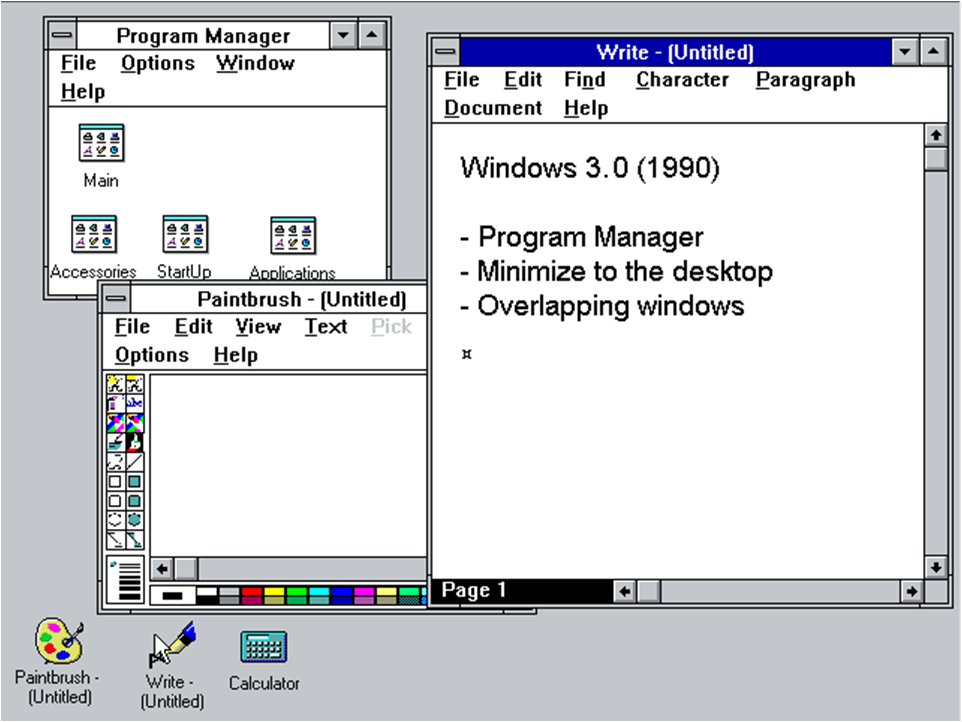 Program Manager
File Options Window
Help
Main
Accessories StartUp Applications
Write - (Untitled)
File Edit Find Character Paragraph
Document Help
Windows 3.0 (1990)
- Program Manager
- Minimize to the desktop
- Overlapping windows
¤
Page 1
Paintbrush - (Untitled)
File Edit View Text Pick
Options Help
abc
Paintbrush -
(Untitled)
Write -
(Untitled)
Calculator